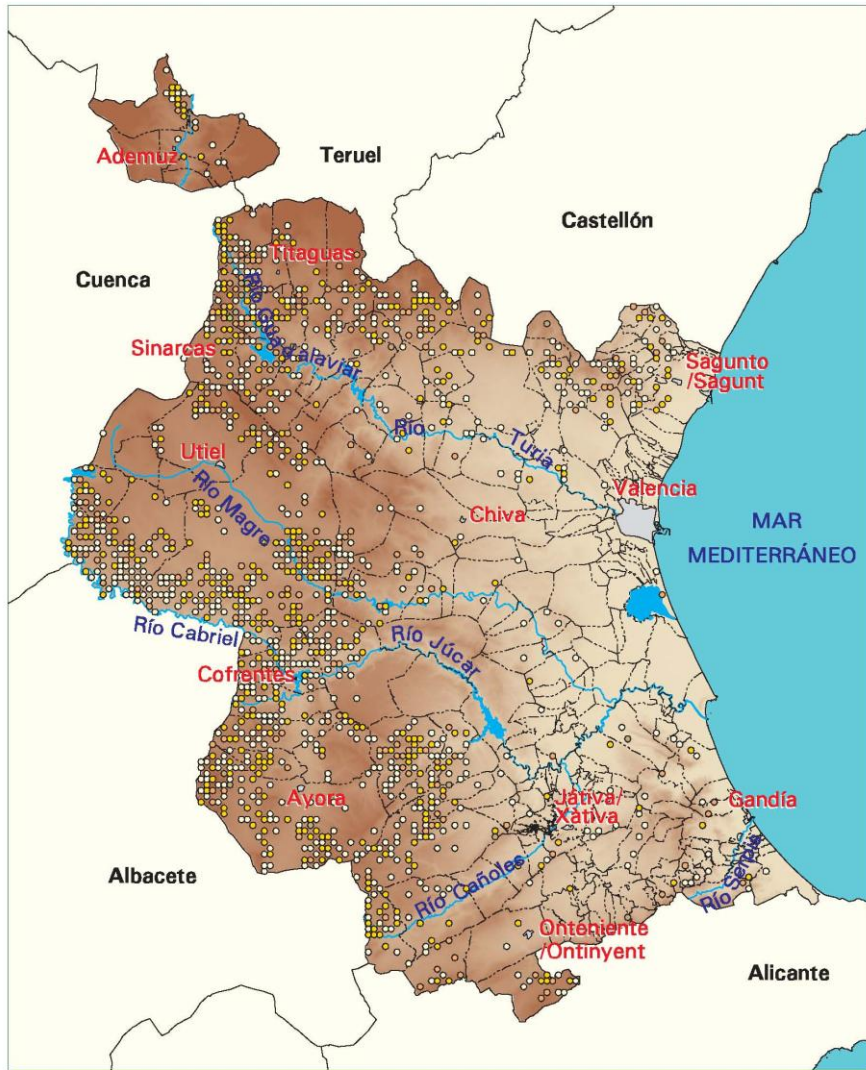 Ademuz
Teruel
Castellón
Cuenca
Titaguas
Río Guadalaviar
Sinarcas
Sagunto
/Sagunt
Río
Turia
Utiel
Río Magre
Chiva
Valencia
MAR
MEDITERRÁNEO
Río Cabriel
Río Júcar
Cofrentes
Ayora
Játiva/
Xàtiva
Gandía
Albacete
Río Cañoles
Río Serpis
Onteniente
/Ontinyent
Alicante